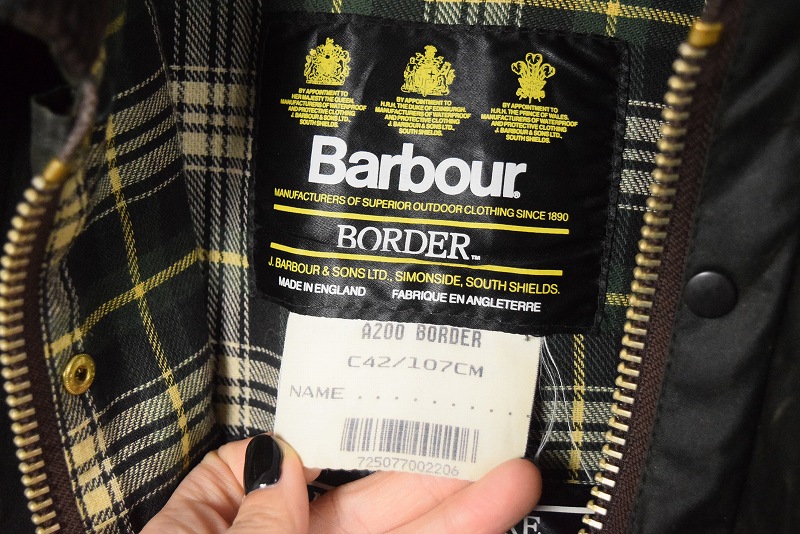 BY APPOINTMENT TO
HER MAJESTY THE QUEEN,
MANUFACTURERS OF WATERPROOF
AND PROTECTIVE CLOTHING
J. BARBOUR & SONS LTD.,
SOUTH SHIELDS.
BY APPOINTMENT TO
H.R.H. THE DUKE OF EDINBURGH,
MANUFACTURERS OF WATERPROOF
AND PROTECTIVE CLOTHING
J. BARBOUR & SONS LTD.,
SOUTH SHIELDS.
BY APPOINTMENT TO
H.R.H. THE PRINCE OF WALES,
MANUFACTURERS OF WATERPROOF
AND PROTECTIVE CLOTHING
J. BARBOUR & SONS LTD.,
SOUTH SHIELDS.
Barbour®
MANUFACTURERS OF SUPERIOR OUTDOOR CLOTHING SINCE 1890
BORDER™
J. BARBOUR & SONS LTD., SIMONSIDE, SOUTH SHIELDS.
MADE IN ENGLAND FABRIQUE EN ANGLETERRE
A200 BORDER
C42/107CM
NAME ..........
725077002206